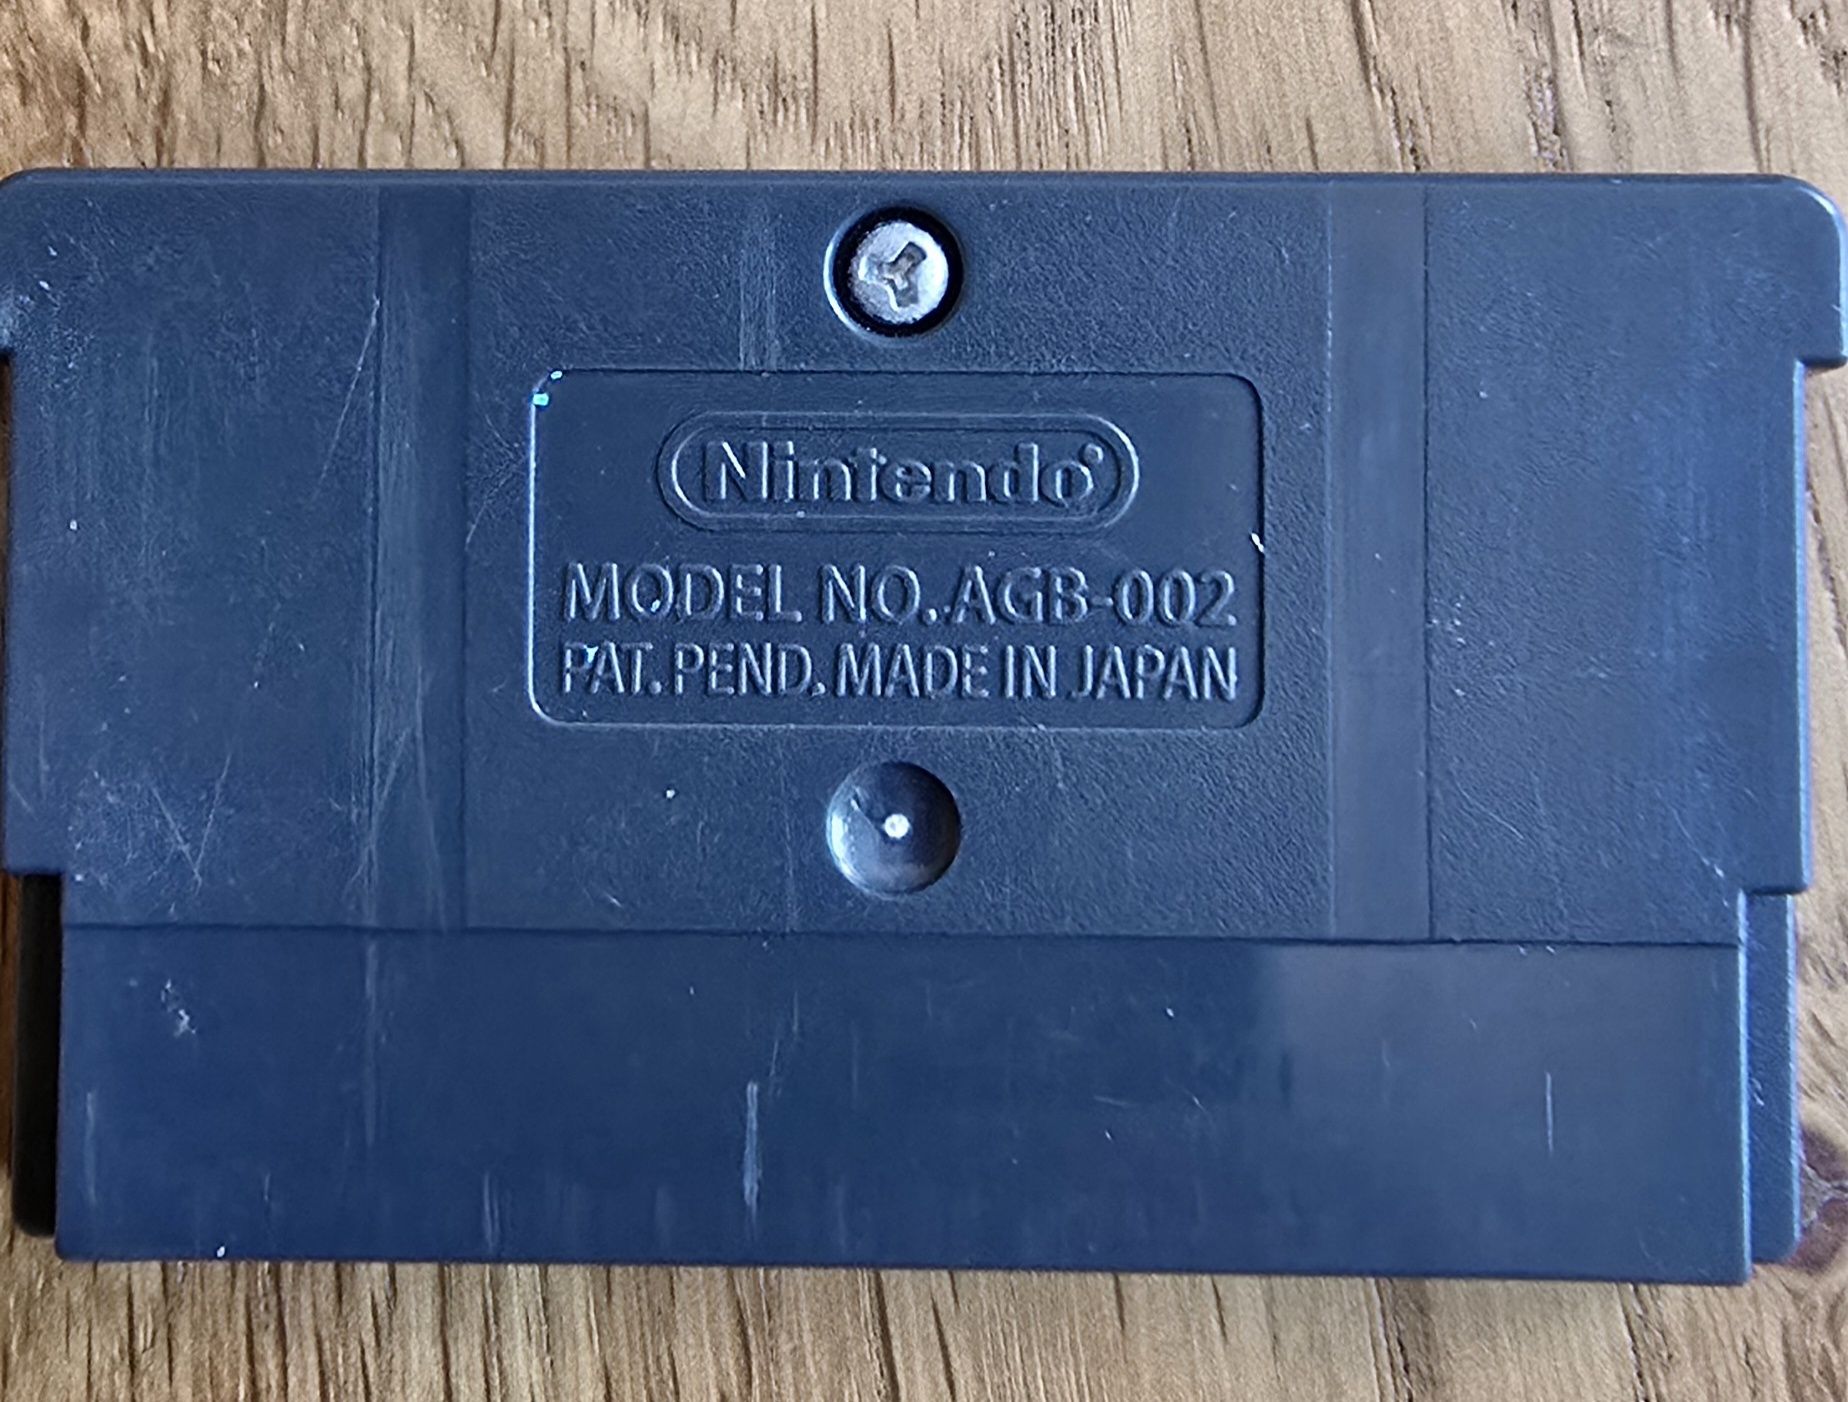 Nintendo®
MODEL NO. AGB-002
PAT. PEND. MADE IN JAPAN